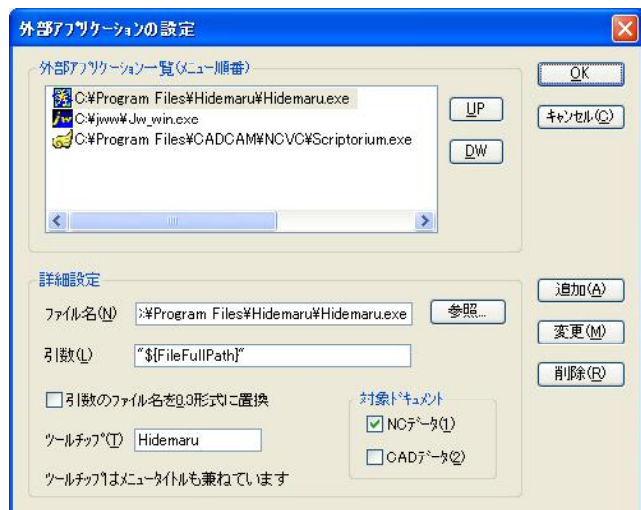 外部アプリケーションの設定
外部アプリケーション一覧(メニュー順番)
C:¥Program Files¥Hidemaru¥Hidemaru.exe
C:¥jww¥Jw_win.exe
C:¥Program Files¥CADCAM¥NCVC¥Scriptorium.exe
UP
DW
OK
キャンセル(C)
詳細設定
ファイル名(N) :¥Program Files¥Hidemaru¥Hidemaru.exe 参照...
引数(L) "${FileFullPath}"
引数のファイル名を8.3形式に置換
ツールチップ(T) Hidemaru
ツールチップはメニュータイトルも兼ねています
対象ドキュメント
NCデータ(1)
CADデータ(2)
追加(A)
変更(M)
削除(R)